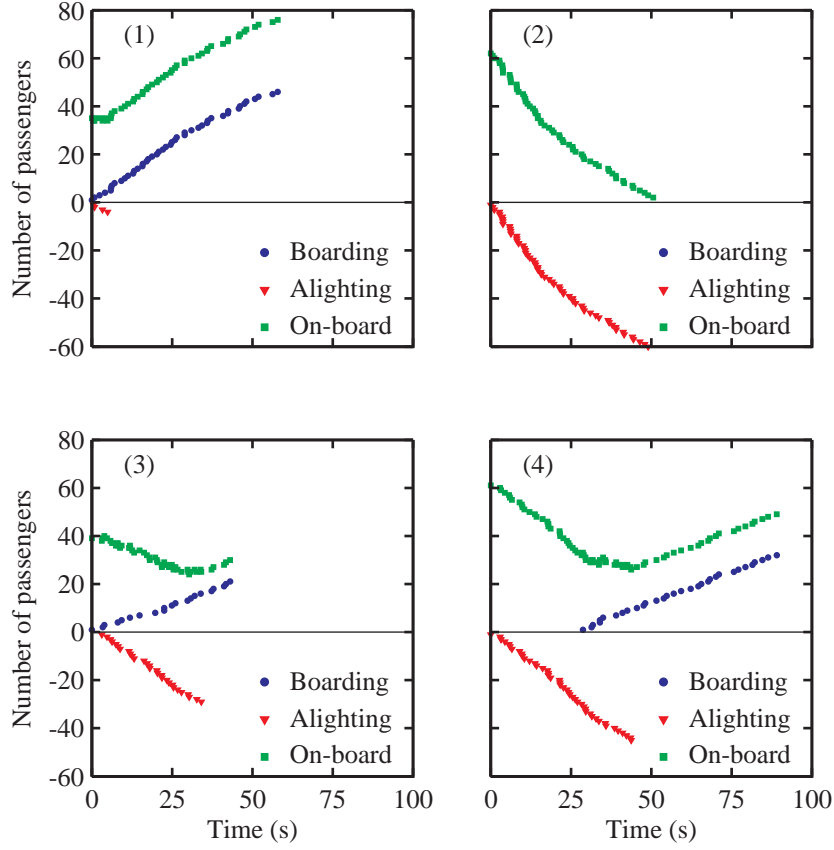 80
60
40
20
0
-20
-40
-60
Number of passengers
(1)
Boarding
Alighting
On-board
(2)
Boarding
Alighting
On-board
80
60
40
20
0
-20
-40
-60
Number of passengers
(3)
Boarding
Alighting
On-board
0 25 50 75 100
Time (s)
(4)
Boarding
Alighting
On-board
0 25 50 75 100
Time (s)